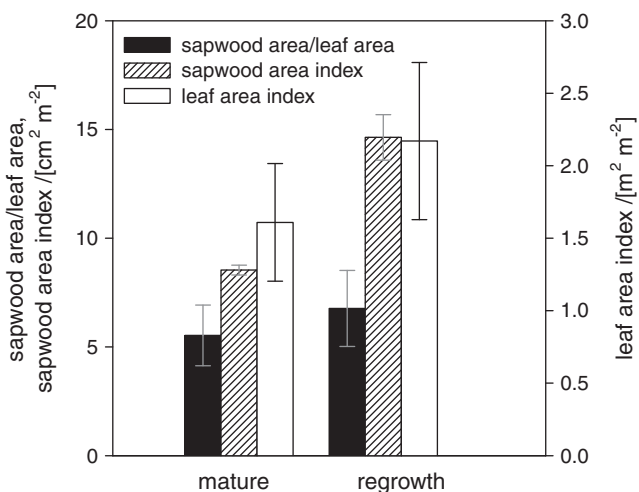 sapwood area/leaf area,
sapwood area index /[cm² m⁻²]
20
15
10
5
0
sapwood area/leaf area
sapwood area index
leaf area index
3.0
2.5
2.0
1.5
1.0
0.5
0.0
leaf area index /[m² m⁻²]
mature regrowth